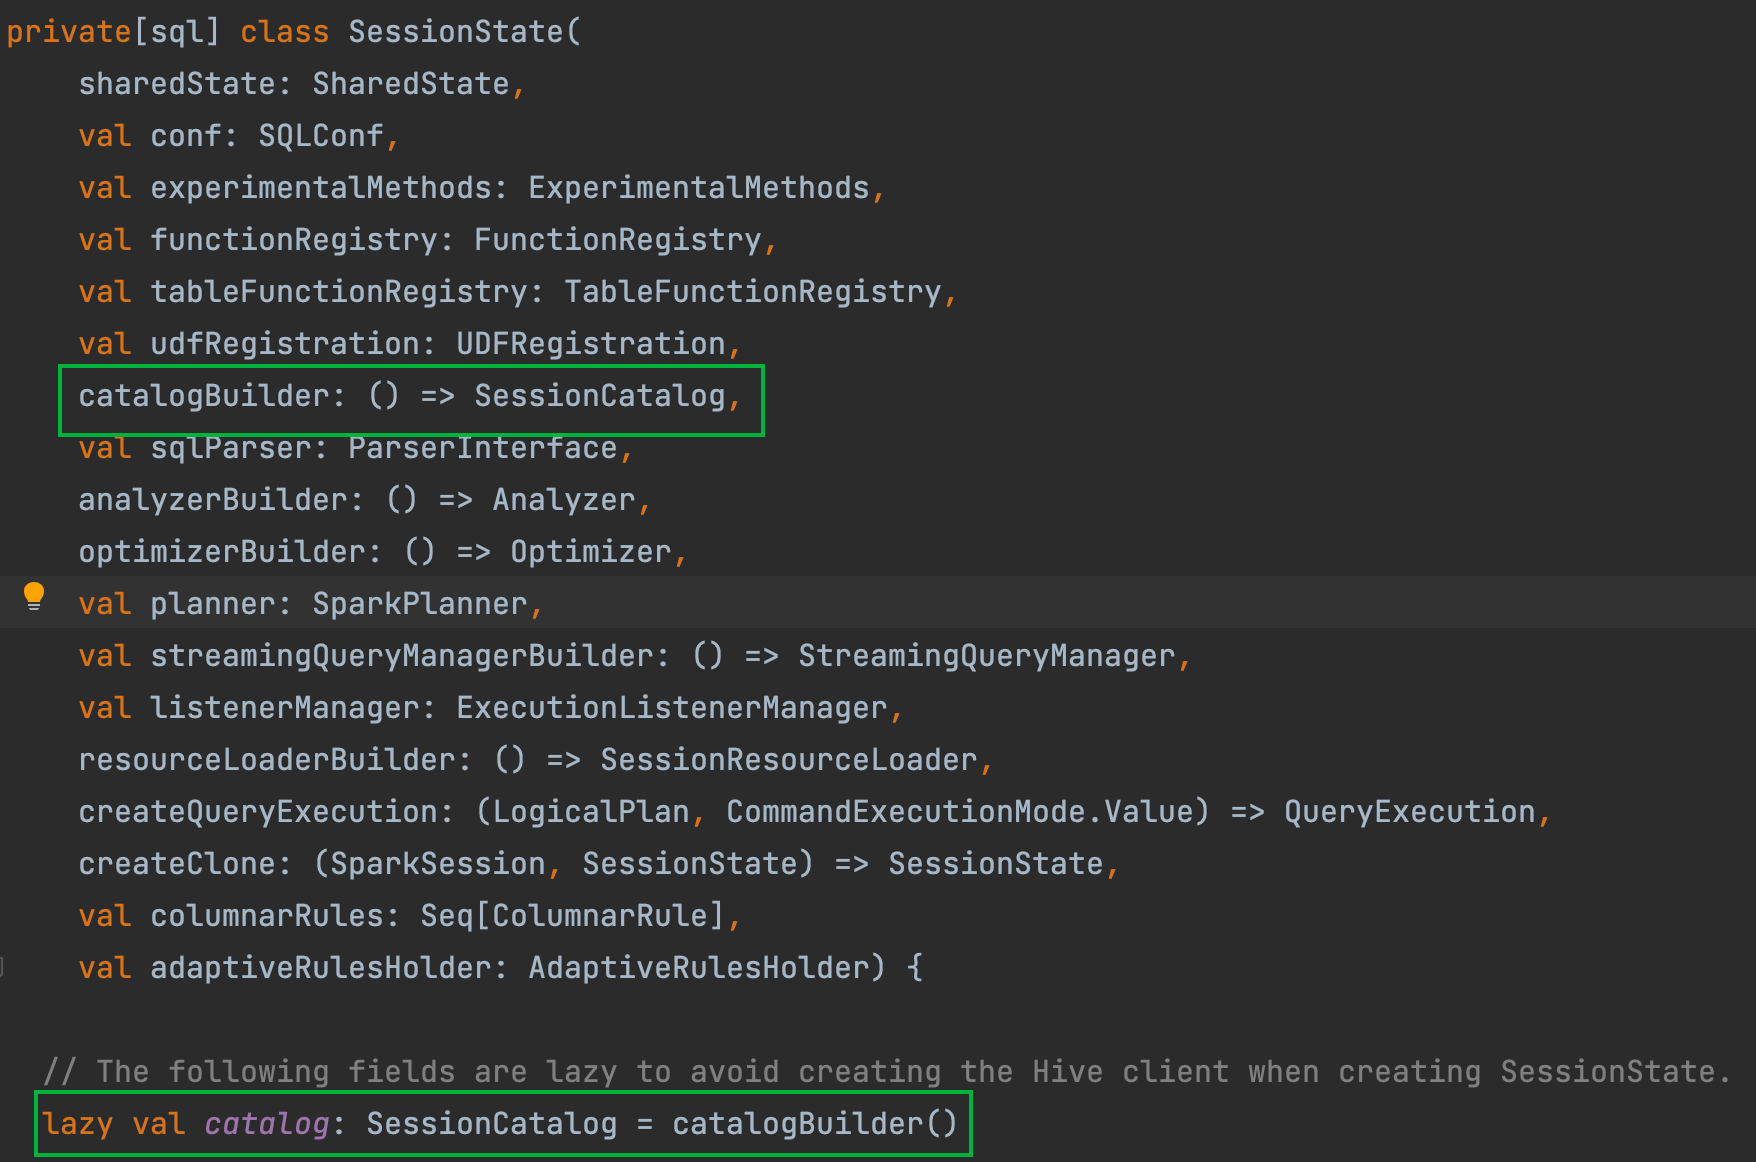 private[sql] class SessionState(
    sharedState: SharedState,
    val conf: SQLConf,
    val experimentalMethods: ExperimentalMethods,
    val functionRegistry: FunctionRegistry,
    val tableFunctionRegistry: TableFunctionRegistry,
    val udfRegistration: UDFRegistration,
    catalogBuilder: () => SessionCatalog,
    val sqlParser: ParserInterface,
    analyzerBuilder: () => Analyzer,
    optimizerBuilder: () => Optimizer,
    val planner: SparkPlanner,
    val streamingQueryManagerBuilder: () => StreamingQueryManager,
    val listenerManager: ExecutionListenerManager,
    resourceLoaderBuilder: () => SessionResourceLoader,
    createQueryExecution: (LogicalPlan, CommandExecutionMode.Value) => QueryExecution,
    createClone: (SparkSession, SessionState) => SessionState,
    val columnarRules: Seq[ColumnarRule],
    val adaptiveRulesHolder: AdaptiveRulesHolder) {
  // The following fields are lazy to avoid creating the Hive client when creating SessionState.
  lazy val catalog: SessionCatalog = catalogBuilder()